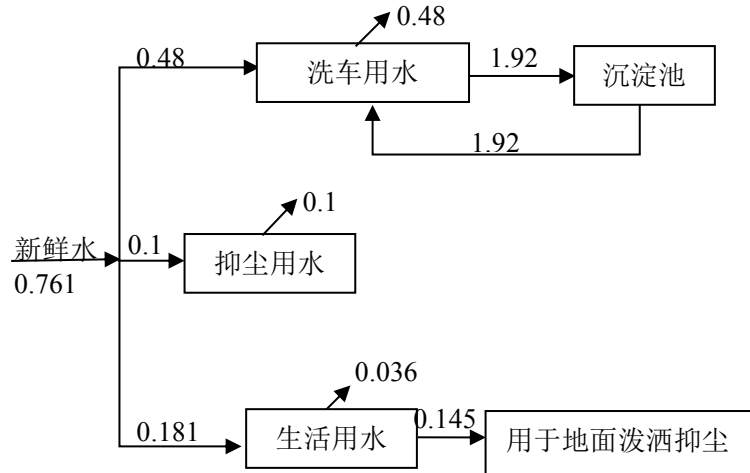 0.48
0.48
洗车用水
1.92
沉淀池
1.92
0.1
新鲜水
0.1
抑尘用水
0.761
0.036
0.181
生活用水
0.145
用于地面泼洒抑尘